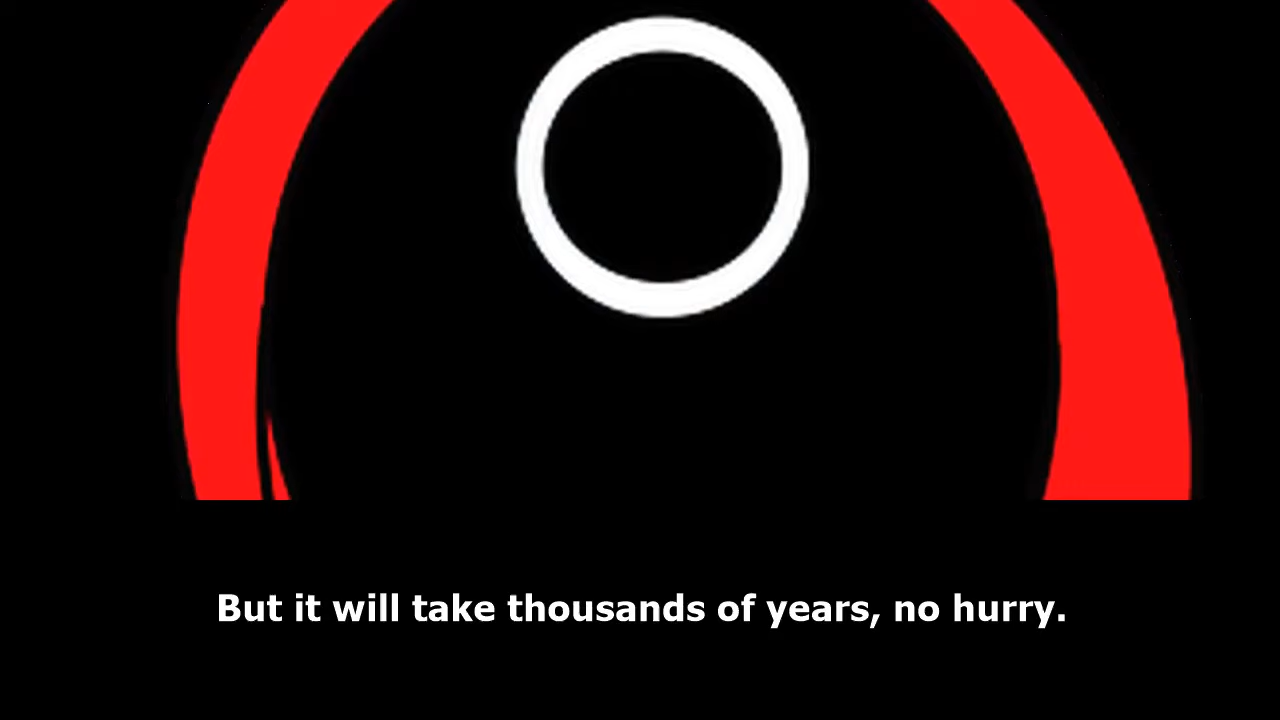 But it will take thousands of years, no hurry.